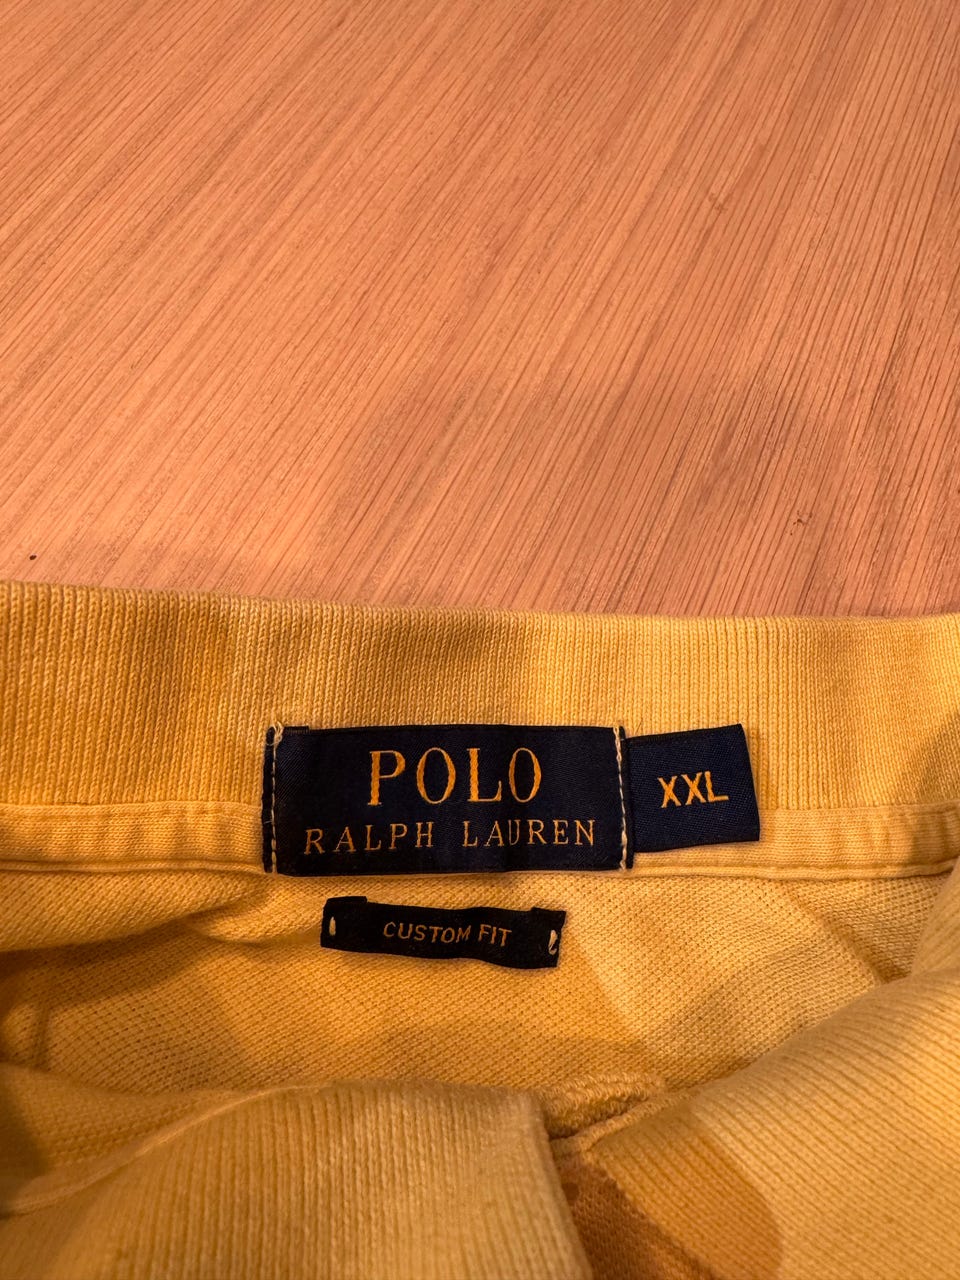 POLO
RALPH LAUREN
XXL
CUSTOM FIT